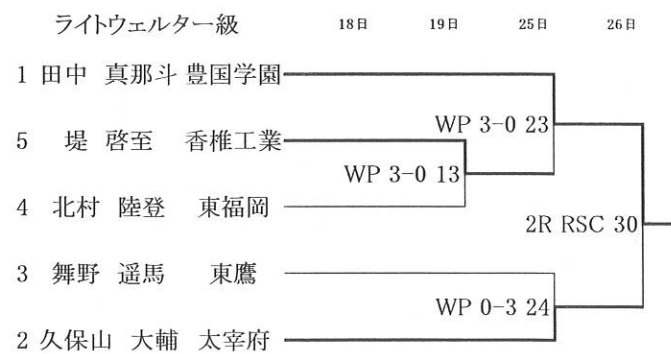 ライトウェルター級 18日 19日 25日 26日
1 田中 真那斗 豊国学園
WP 3-0 23
5 堤 啓至 香椎工業
WP 3-0 13
4 北村 陸登 東福岡
2R RSC 30
3 舞野 遥馬 東鷹
WP 0-3 24
2 久保山 大輔 太宰府